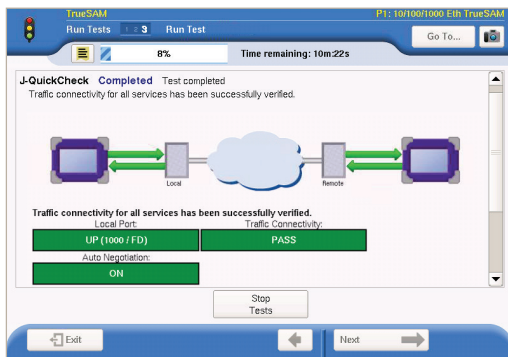 TrueSAM
P1: 10/100/1000 Eth TrueSAM
Run Tests 1 2 3 Run Test
Go To...
8% Time remaining: 10m:22s
J-QuickCheck Completed Test completed
Traffic connectivity for all services has been successfully verified.
Local Remote
Traffic connectivity for all services has been successfully verified.
Local Port: Traffic Connectivity:
UP (1000 / FD) PASS
Auto Negotiation:
ON
Stop
Tests
Exit Next